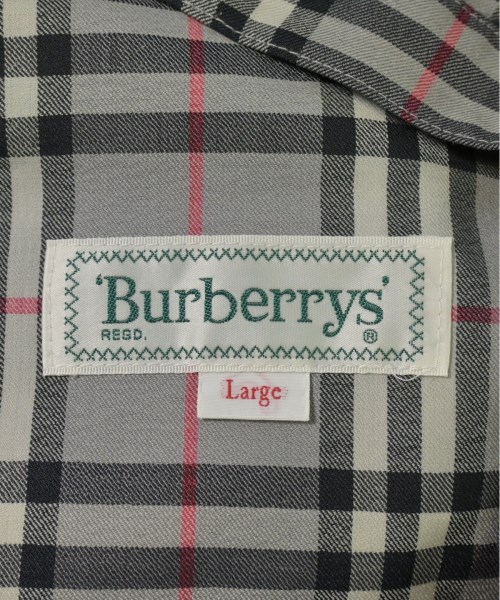 'Burberrys'
REGD. ®
Large